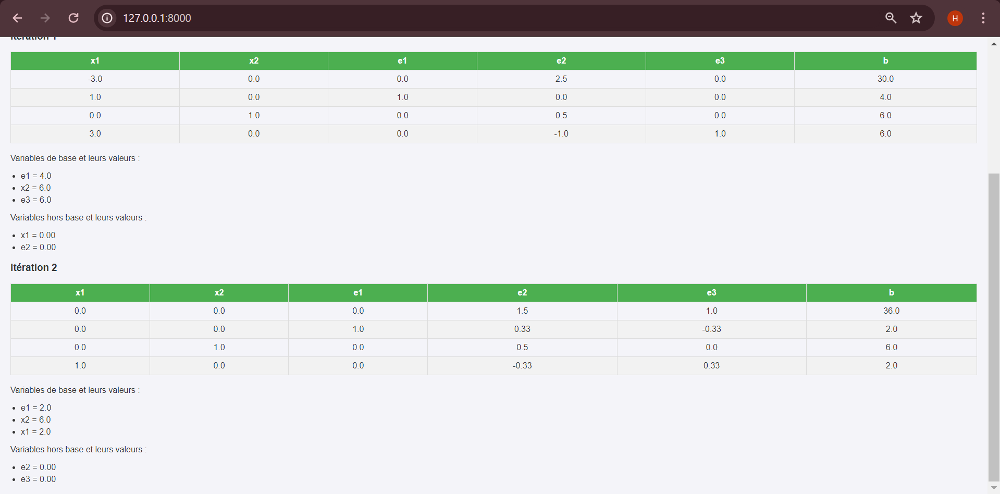 127.0.0.1:8000
H
Itération 1
x1 x2 e1 e2 e3 b
-3.0 0.0 0.0 2.5 0.0 30.0
1.0 0.0 1.0 0.0 0.0 4.0
0.0 1.0 0.0 0.5 0.0 6.0
3.0 0.0 0.0 -1.0 1.0 6.0
Variables de base et leurs valeurs :
• e1 = 4.0
• x2 = 6.0
• e3 = 6.0
Variables hors base et leurs valeurs :
• x1 = 0.00
• e2 = 0.00
Itération 2
x1 x2 e1 e2 e3 b
0.0 0.0 0.0 1.5 1.0 36.0
0.0 0.0 1.0 0.33 -0.33 2.0
0.0 1.0 0.0 0.5 0.0 6.0
1.0 0.0 0.0 -0.33 0.33 2.0
Variables de base et leurs valeurs :
• e1 = 2.0
• x2 = 6.0
• x1 = 2.0
Variables hors base et leurs valeurs :
• e2 = 0.00
• e3 = 0.00